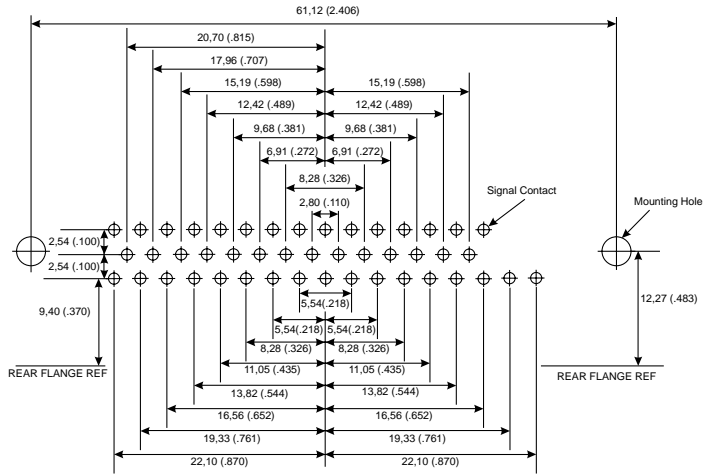 61,12 (2.406)
20,70 (.815)
17,96 (.707)
15,19 (.598) 15,19 (.598)
12,42 (.489) 12,42 (.489)
9,68 (.381) 9,68 (.381)
6,91 (.272) 6,91 (.272)
8,28 (.326)
Signal Contact
2,80 (.110)
Mounting Hole
2,54 (.100)
2,54 (.100)
9,40 (.370)
5,54(.218)
12,27 (.483)
5,54(.218) 5,54(.218)
8,28 (.326) 8,28 (.326)
11,05 (.435) 11,05 (.435)
REAR FLANGE REF REAR FLANGE REF
13,82 (.544) 13,82 (.544)
16,56 (.652) 16,56 (.652)
19,33 (.761) 19,33 (.761)
22,10 (.870) 22,10 (.870)